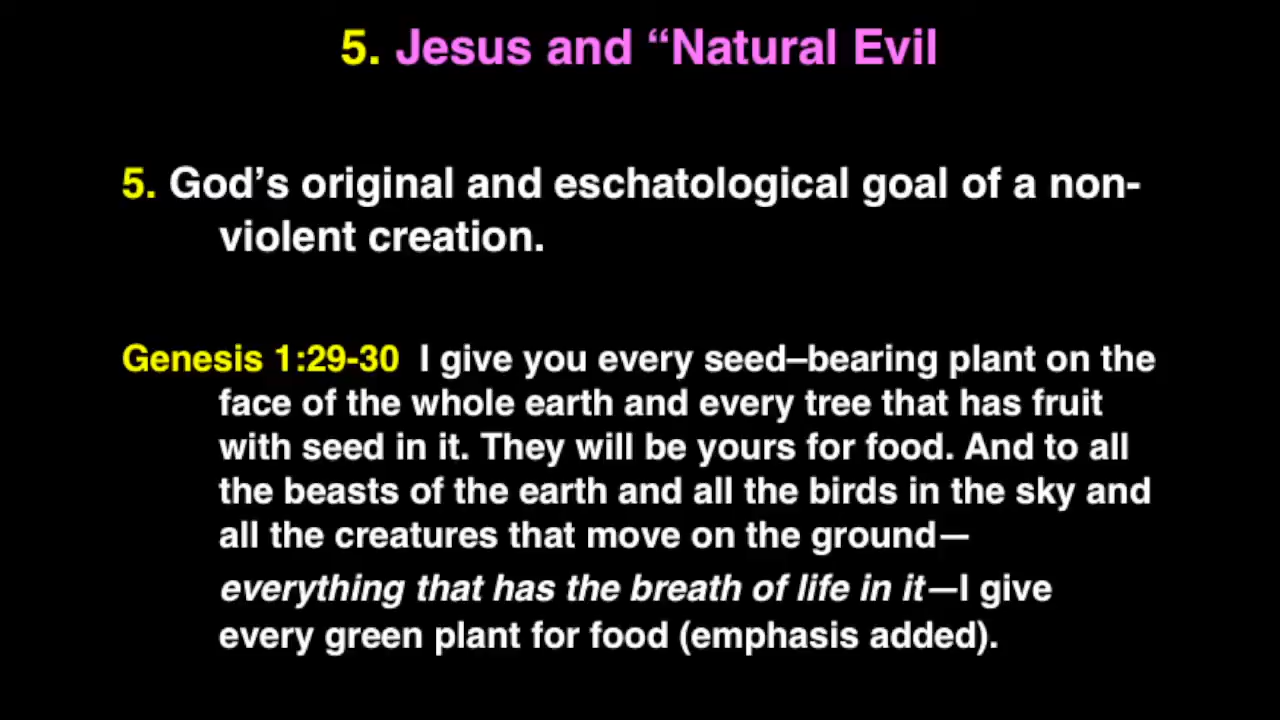 5. Jesus and “Natural Evil
5. God’s original and eschatological goal of a non-
violent creation.
Genesis 1:29-30 I give you every seed–bearing plant on the
face of the whole earth and every tree that has fruit
with seed in it. They will be yours for food. And to all
the beasts of the earth and all the birds in the sky and
all the creatures that move on the ground—
everything that has the breath of life in it—I give
every green plant for food (emphasis added).